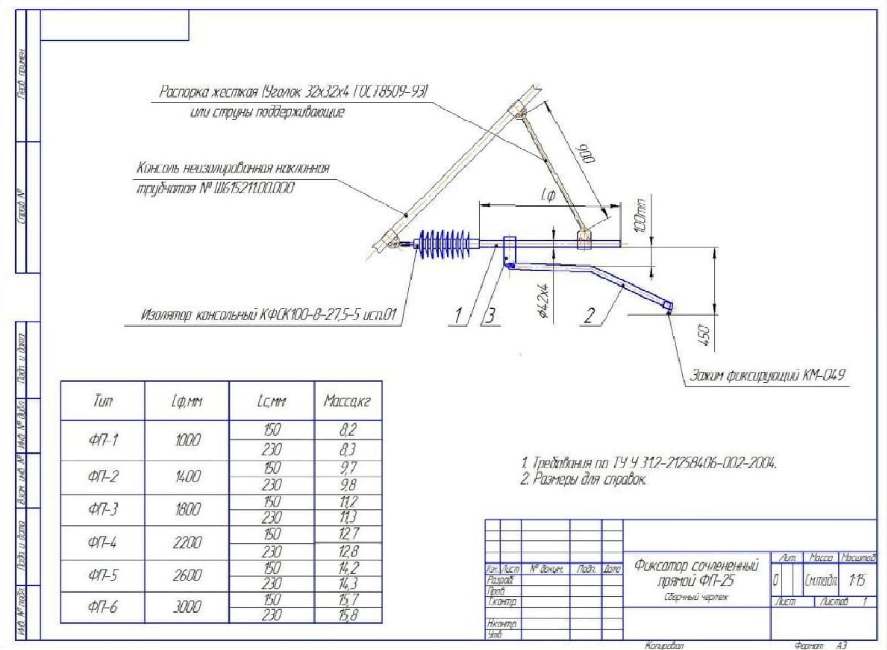 Перв. примен.
Справ. №
Подп. и дата
Инв. № дубл.
Взам. инв. №
Подп. и дата
Инв. № подл.
Распорка жесткая (Уголок 32х32х4 ГОСТ8509-93)
или струны поддерживающие
Консоль неизолированная наклонная
трубчатая № Ш615211.00.000
900
Lф
100min
Изолятор консольный КФСК100-8-27,5-5 исп.01
1
3
Ø42х4
2
450
Зажим фиксирующий КМ-049
Тип Lф,мм Lс,мм Масса,кг
ФП-1 1000 150 8,2
230 8,3
ФП-2 1400 150 9,7
230 9,8
ФП-3 1800 150 11,2
230 11,3
ФП-4 2200 150 12,7
230 12,8
ФП-5 2600 150 14,2
230 14,3
ФП-6 3000 150 15,7
230 15,8
1. Требования по ТУ У 31.2-21258406-002-2004.
2. Размеры для справок.
Изм. Лист № докум. Подп. Дата
Разраб.
Пров.
Т.контр.
Н.контр.
Утв.
Фиксатор сочлененный
прямой ФП-25
Сборочный чертеж
Лит. Масса Масштаб
О См.табл. 1:15
Лист Листов 1
Копировал Формат А3